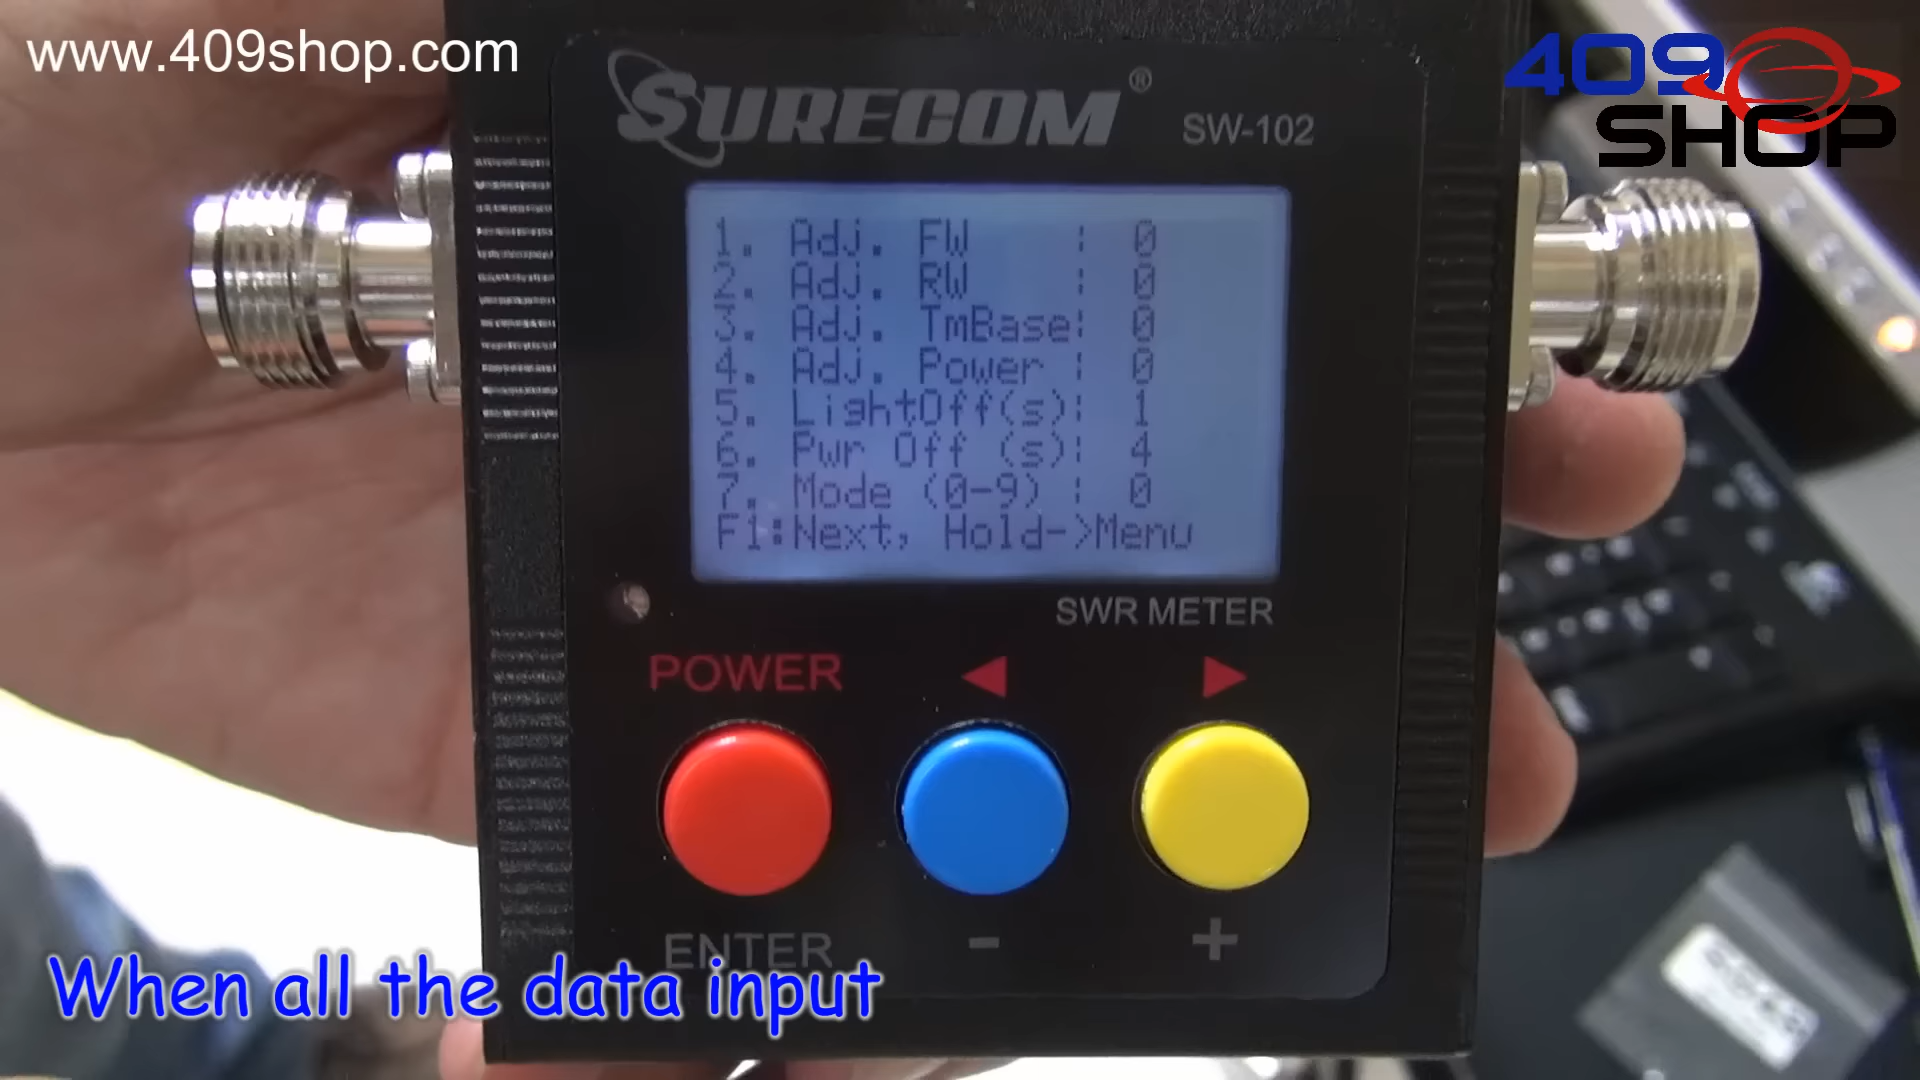 www.409shop.com
409
SHOP
SURECOM®
SW-102
1. Adj. FW : 0
2. Adj. RW : 0
3. Adj. TmBase: 0
4. Adj. Power : 0
5. LightOff(s): 1
6. Pwr Off (s): 4
7. Mode (0-9) : 0
F1:Next, Hold->Menu
SWR METER
POWER ◀ ▶
ENTER - +
When all the data input